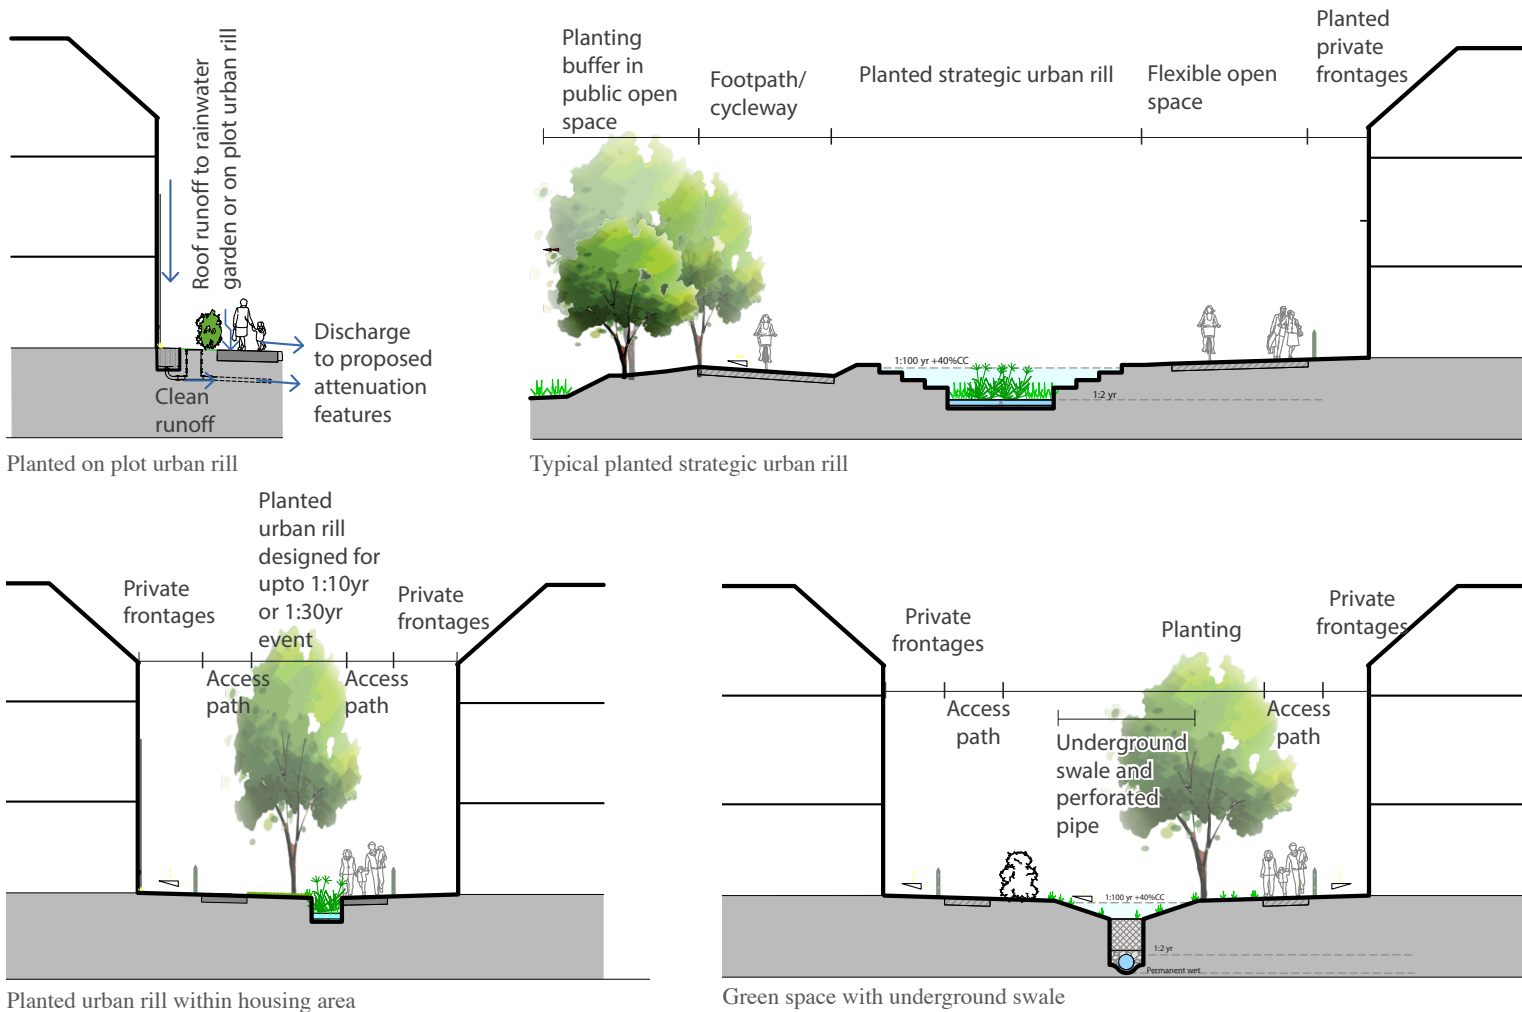 Roof runoff to rainwater
garden or on plot urban rill
Discharge
to proposed
attenuation
features
Clean
runoff
Planted on plot urban rill
Planting
buffer in
public open
space
Footpath/
cycleway
Planted strategic urban rill
Flexible open
space
Planted
private
frontages
1:100 yr +40%CC
1:2 yr
Typical planted strategic urban rill
Private
frontages
Planted
urban rill
designed for
upto 1:10yr
or 1:30yr
event
Private
frontages
Access
path
Access
path
Planted urban rill within housing area
Private
frontages
Planting
Private
frontages
Access
path
Underground
swale and
perforated
pipe
Access
path
1:100 yr +40%CC
1:2 yr
Permanent wet
Green space with underground swale